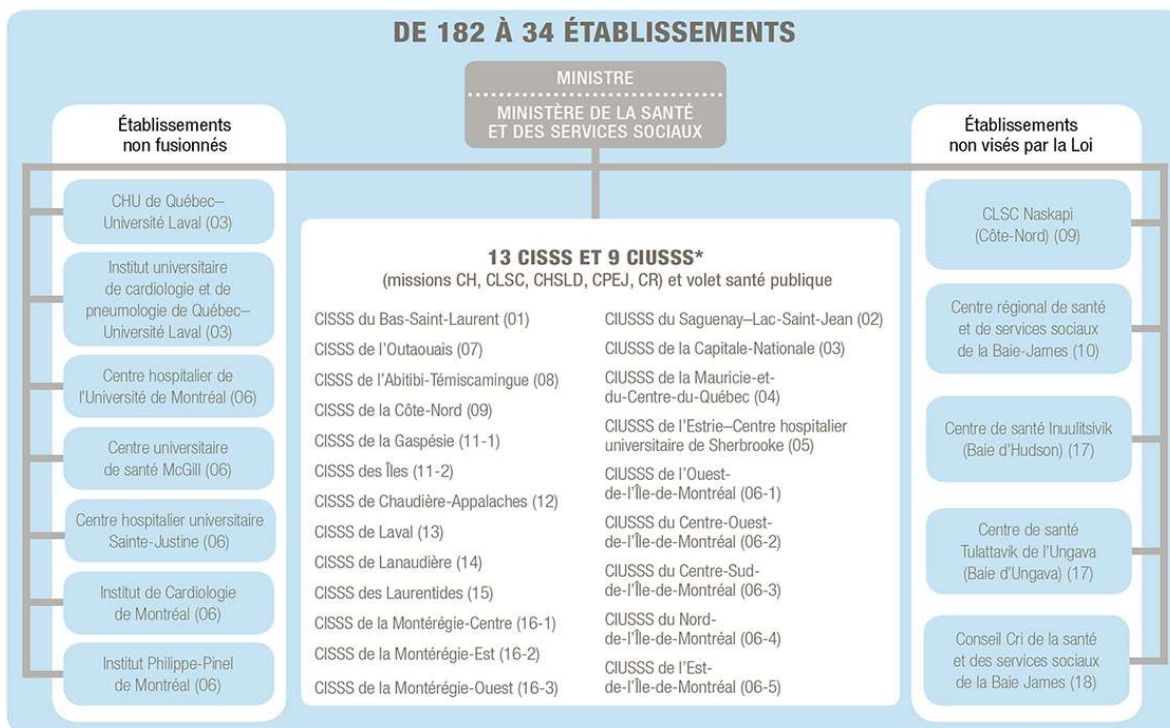 DE 182 À 34 ÉTABLISSEMENTS
MINISTRE
MINISTÈRE DE LA SANTÉ
ET DES SERVICES SOCIAUX
Établissements
non fusionnés
CHU de Québec–
Université Laval (03)
Institut universitaire
de cardiologie et de
pneumologie de Québec–
Université Laval (03)
Centre hospitalier de
l'Université de Montréal (06)
Centre universitaire
de santé McGill (06)
Centre hospitalier universitaire
Sainte-Justine (06)
Institut de Cardiologie
de Montréal (06)
Institut Philippe-Pinel
de Montréal (06)
13 CISSS ET 9 CIUSSS*
(missions CH, CLSC, CHSLD, CPEJ, CR) et volet santé publique
CISSS du Bas-Saint-Laurent (01)
CISSS de l'Outaouais (07)
CISSS de l'Abitibi-Témiscamingue (08)
CISSS de la Côte-Nord (09)
CISSS de la Gaspésie (11-1)
CISSS des Îles (11-2)
CISSS de Chaudière-Appalaches (12)
CISSS de Laval (13)
CISSS de Lanaudière (14)
CISSS des Laurentides (15)
CISSS de la Montérégie-Centre (16-1)
CISSS de la Montérégie-Est (16-2)
CISSS de la Montérégie-Ouest (16-3)
CIUSSS du Saguenay–Lac-Saint-Jean (02)
CIUSSS de la Capitale-Nationale (03)
CIUSSS de la Mauricie-et-
du-Centre-du-Québec (04)
CIUSSS de l'Estrie–Centre hospitalier
universitaire de Sherbrooke (05)
CIUSSS de l'Ouest-
de-l'Île-de-Montréal (06-1)
CIUSSS du Centre-Ouest-
de-l'Île-de-Montréal (06-2)
CIUSSS du Centre-Sud-
de-l'Île-de-Montréal (06-3)
CIUSSS du Nord-
de-l'Île-de-Montréal (06-4)
CIUSSS de l'Est-
de-l'Île-de-Montréal (06-5)
Établissements
non visés par la Loi
CLSC Naskapi
(Côte-Nord) (09)
Centre régional de santé
et de services sociaux
de la Baie-James (10)
Centre de santé Inuulitsivik
(Baie d'Hudson) (17)
Centre de santé
Tulattavik de l'Ungava
(Baie d'Ungava) (17)
Conseil Cri de la santé
et des services sociaux
de la Baie James (18)